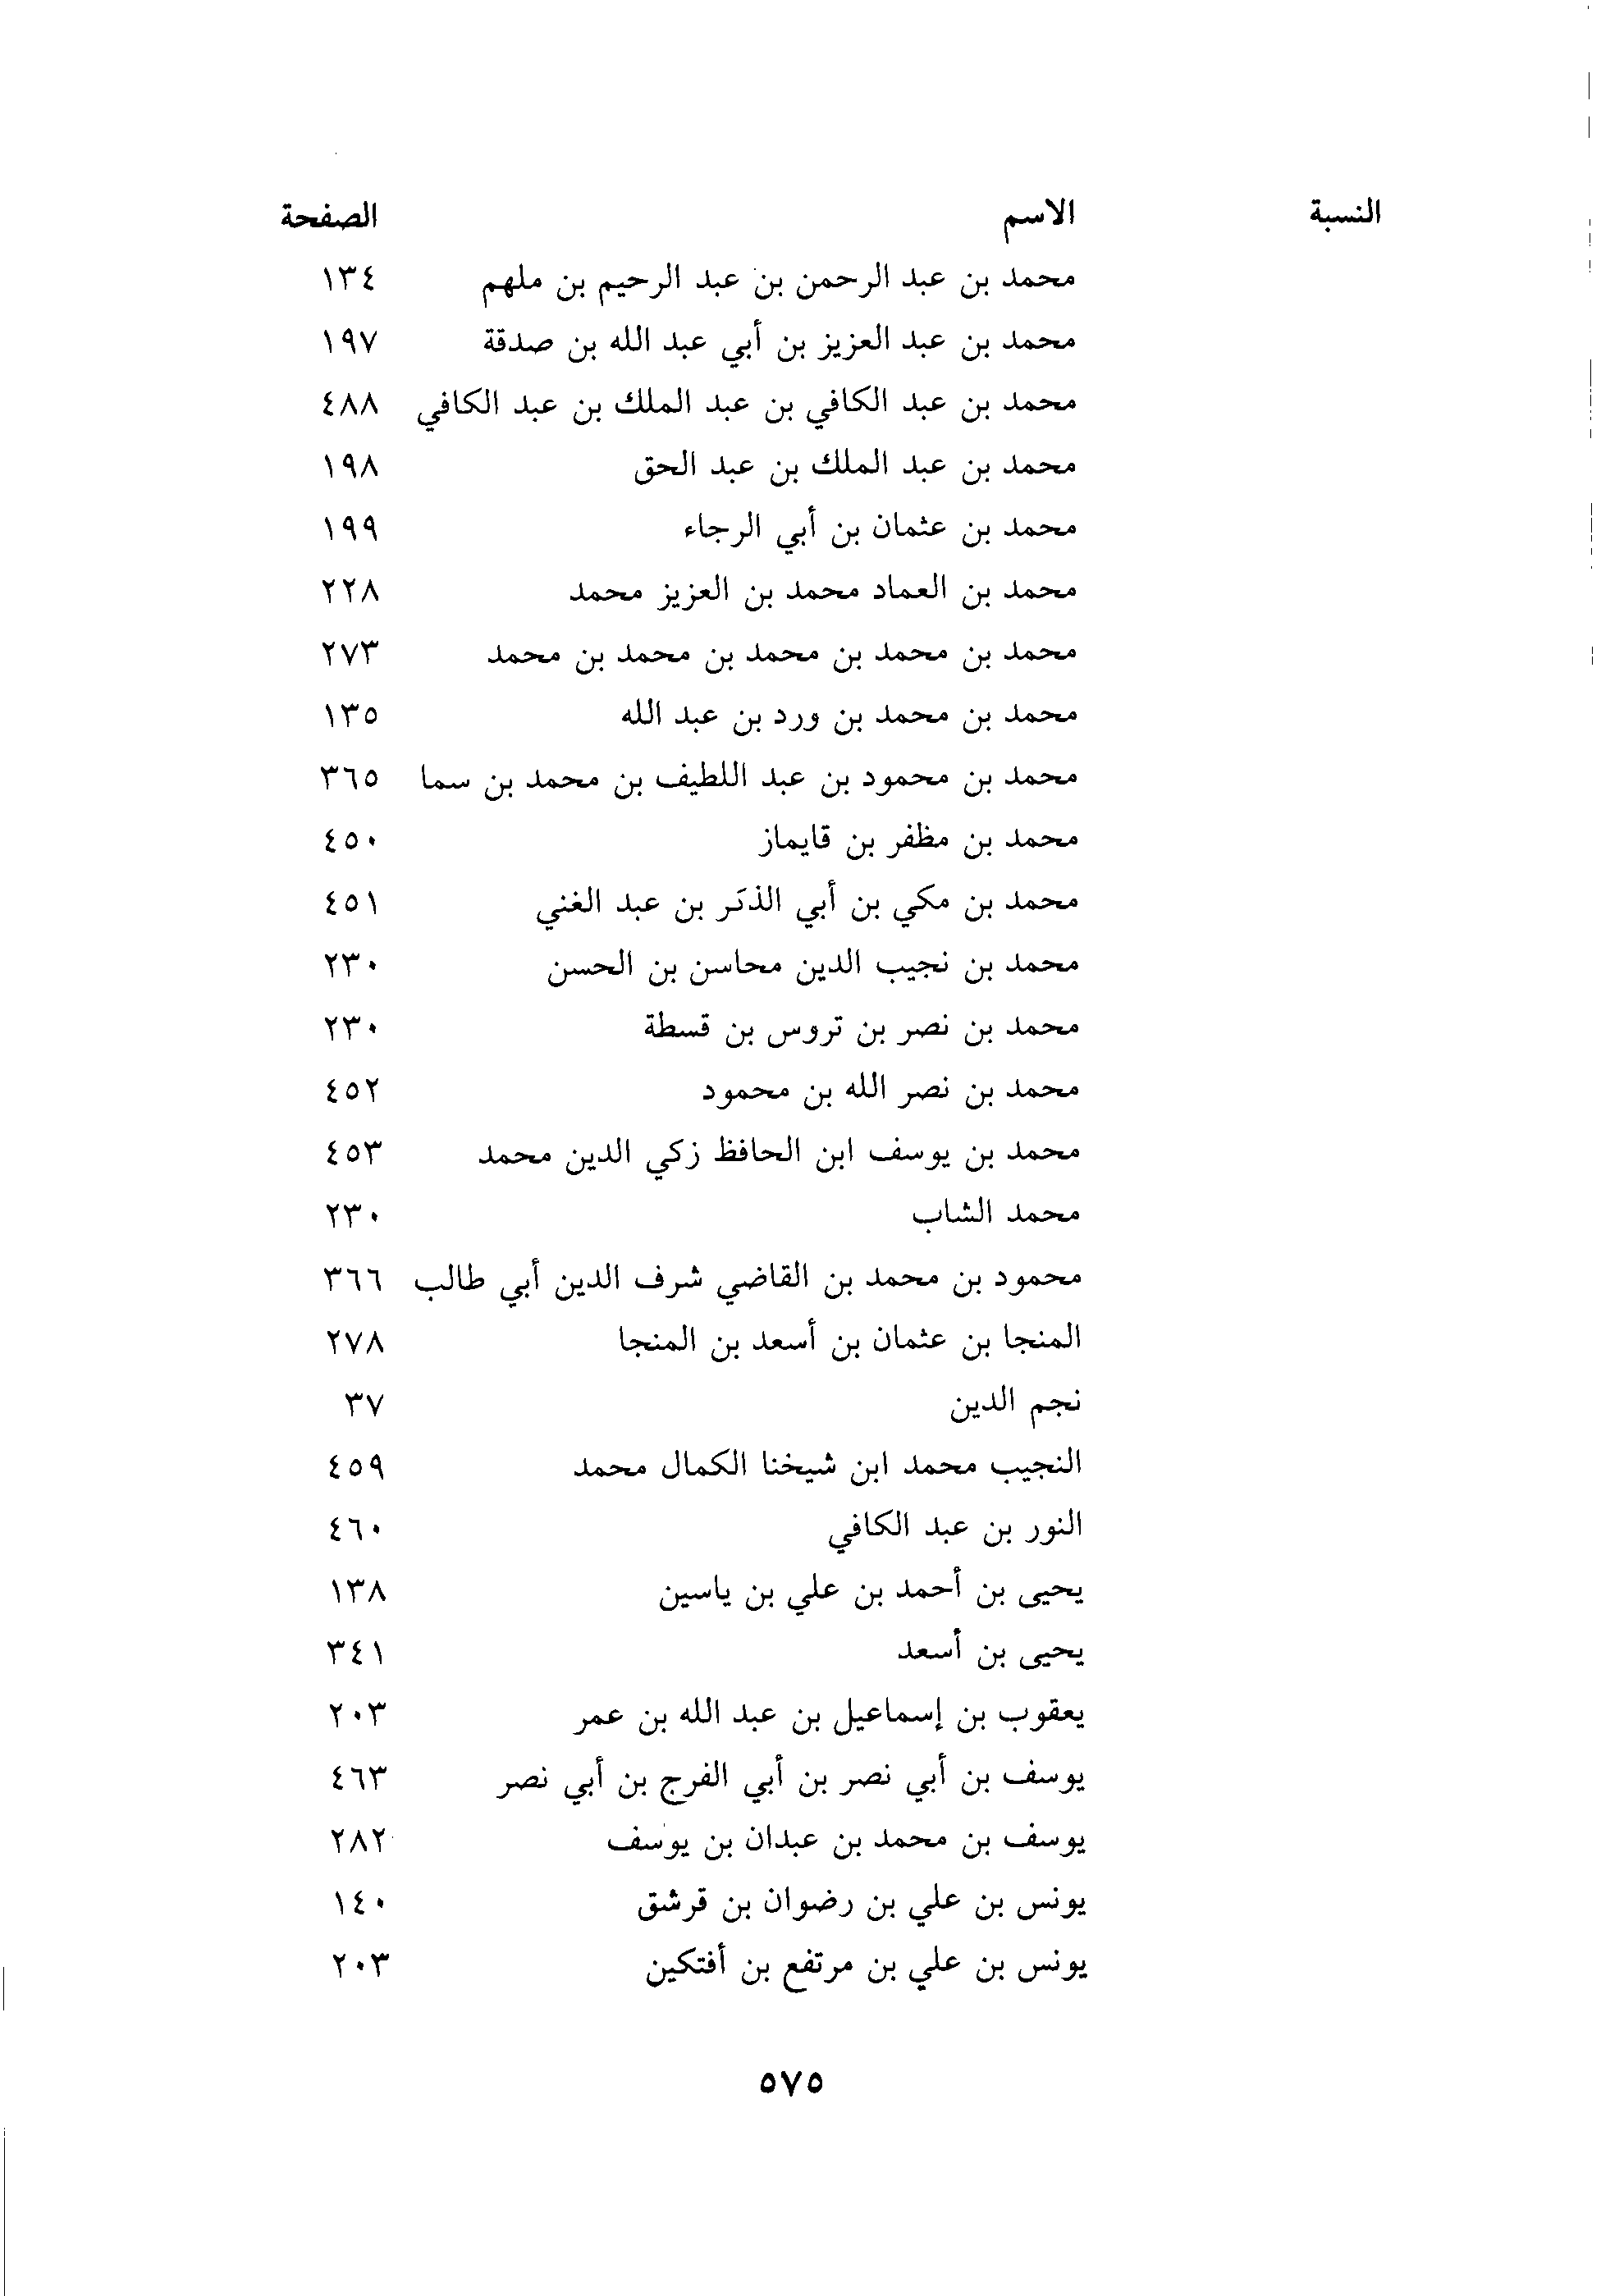 النسبة الاسم الصفحة
محمد بن عبد الرحمن بن عبد الرحيم بن ملهم ١٣٤
محمد بن عبد العزيز بن أبي عبد الله بن صدقة ١٩٧
محمد بن عبد الكافي بن عبد الملك بن عبد الكافي ٤٨٨
محمد بن عبد الملك بن عبد الحق ١٩٨
محمد بن عثمان بن أبي الرجاء ١٩٩
محمد بن العماد محمد بن العزيز محمد ٢٢٨
محمد بن محمد بن محمد بن محمد بن محمد ٢٧٣
محمد بن محمد بن ورد بن عبد الله ١٣٥
محمد بن محمود بن عبد اللطيف بن محمد بن سما ٣٦٥
محمد بن مظفر بن قايماز ٤٥٠
محمد بن مكي بن أبي الذكر بن عبد الغني ٤٥١
محمد بن نجيب الدين محاسن بن الحسن ٢٣٠
محمد بن نصر بن تروس بن قسطة ٢٣٠
محمد بن نصر الله بن محمود ٤٥٢
محمد بن يوسف ابن الحافظ زكي الدين محمد ٤٥٣
محمد الشاب ٢٣٠
محمود بن محمد بن القاضي شرف الدين أبي طالب ٣٦٦
المنجا بن عثمان بن أسعد بن المنجا ٢٧٨
نجم الدين ٣٧
النجيب محمد ابن شيخنا الكمال محمد ٤٥٩
النور بن عبد الكافي ٤٦٠
يحيى بن أحمد بن علي بن ياسين ١٣٨
يحيى بن أسعد ٣٤١
يعقوب بن إسماعيل بن عبد الله بن عمر ٢٠٣
يوسف بن أبي نصر بن أبي الفرج بن أبي نصر ٤٦٣
يوسف بن محمد بن عبدان بن يوسف ٢٨٢
يونس بن علي بن رضوان بن قرشق ١٤٠
يونس بن علي بن مرتفع بن أفتكين ٢٠٣
٥٧٥